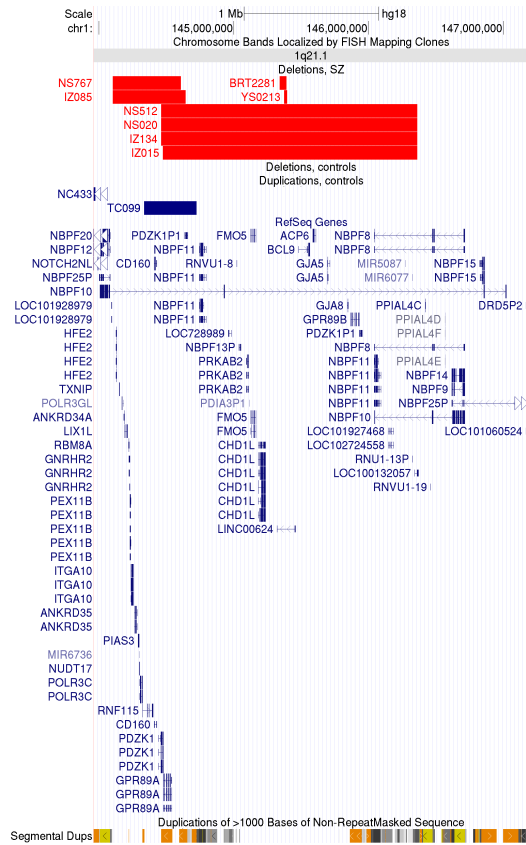 Scale 1 Mb hg18
chr1: 145,000,000 146,000,000 147,000,000
Chromosome Bands Localized by FISH Mapping Clones
1q21.1
Deletions, SZ
NS767 BRT2281
IZ085 YS0213
NS512
NS020
IZ134
IZ015
Deletions, controls
Duplications, controls
NC433
TC099
RefSeq Genes
NBPF20 PDZK1P1 FMO5 ACP6 NBPF8
NBPF12 NBPF11 BCL9 NBPF8
NOTCH2NL CD160 RNVU1-8 GJA5 MIR5087 NBPF15
NBPF25P NBPF11 GJA5 MIR6077 NBPF15
NBPF10 DRD5P2
LOC101928979 NBPF11 GJA8 PPIAL4C
LOC101928979 NBPF11 GPR89B PPIAL4D
HFE2 LOC728989 PDZK1P1 PPIAL4F
HFE2 NBPF13P NBPF8
HFE2 PRKAB2 NBPF11 PPIAL4E
HFE2 PRKAB2 NBPF11 NBPF14
TXNIP PRKAB2 NBPF11 NBPF9
POLR3GL PDIA3P1 NBPF11 NBPF25P
ANKRD34A FMO5 NBPF10
LIX1L FMO5 LOC101927468 LOC101060524
RBM8A CHD1L LOC102724558
GNRHR2 CHD1L RNU1-13P
GNRHR2 CHD1L LOC100132057
GNRHR2 CHD1L RNVU1-19
PEX11B CHD1L
PEX11B CHD1L
PEX11B LINC00624
PEX11B
PEX11B
ITGA10
ITGA10
ITGA10
ANKRD35
ANKRD35
PIAS3
MIR6736
NUDT17
POLR3C
POLR3C
RNF115
CD160
PDZK1
PDZK1
PDZK1
GPR89A
GPR89A
GPR89A
Duplications of >1000 Bases of Non-RepeatMasked Sequence
Segmental Dups